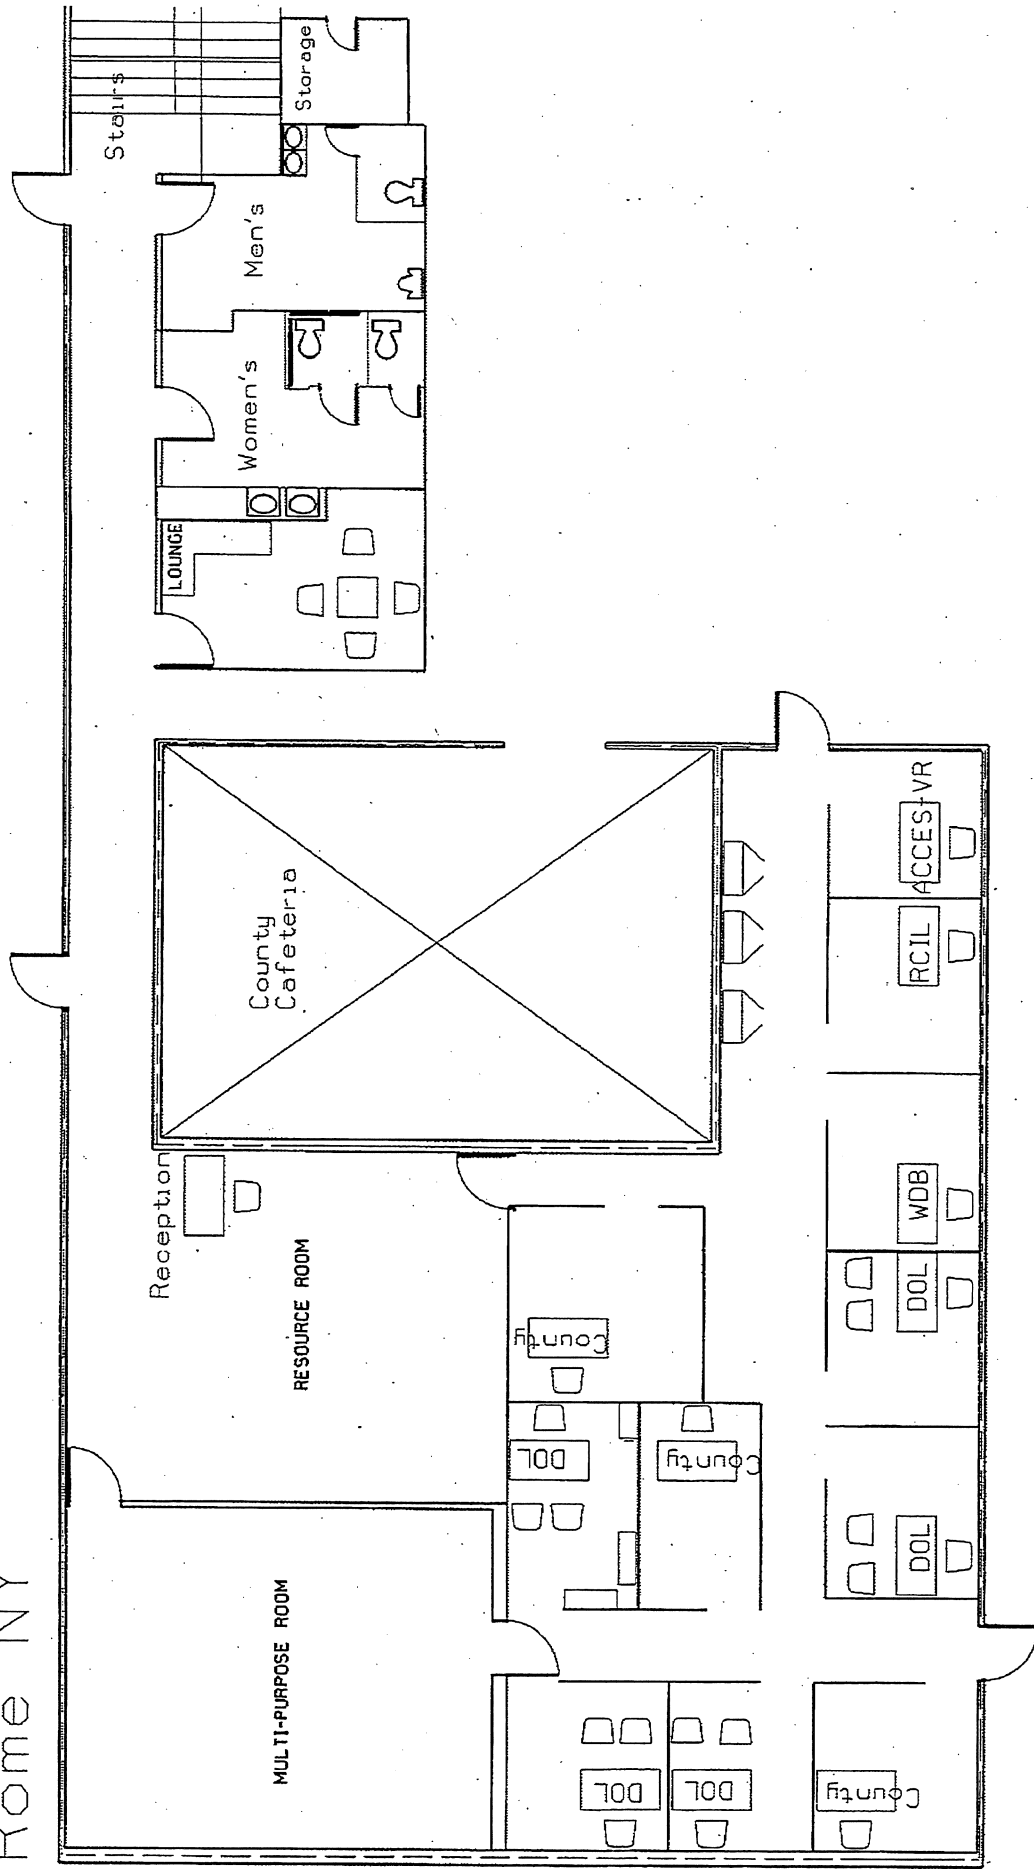 Rome NY
MULTI-PURPOSE ROOM
RESOURCE ROOM
Reception
County
Cafeteria
LOUNGE
Women's
Men's
Stairs
Storage
DOL
DOL
County
DOL
County
County
DOL
DOL
WDB
RCIL
ACCES-VR